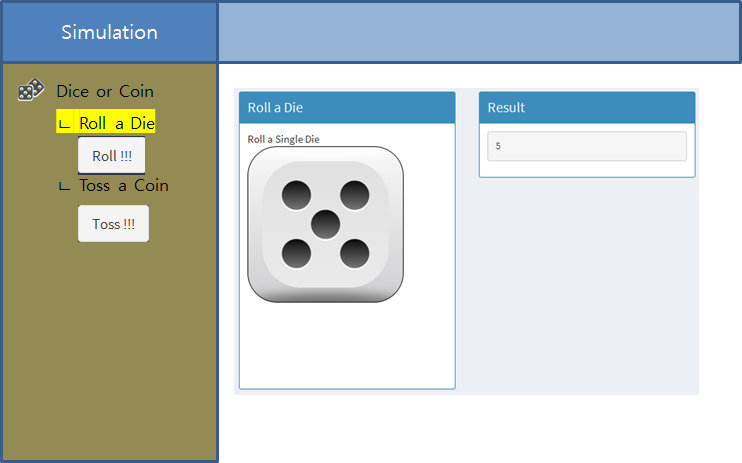 Simulation
Dice or Coin
ㄴ Roll a Die
Roll !!!
ㄴ Toss a Coin
Toss !!!
Roll a Die
Roll a Single Die
Result
5